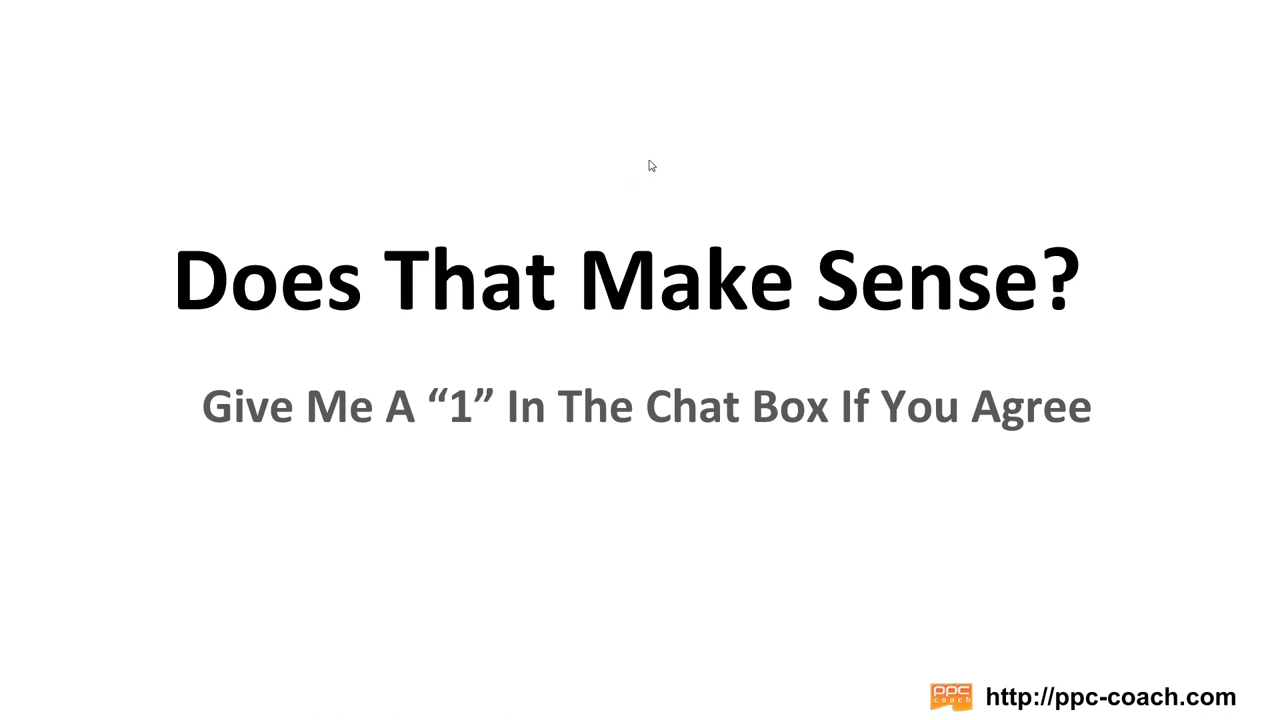 Does That Make Sense?
Give Me A “1” In The Chat Box If You Agree
ppc
coach
http://ppc-coach.com